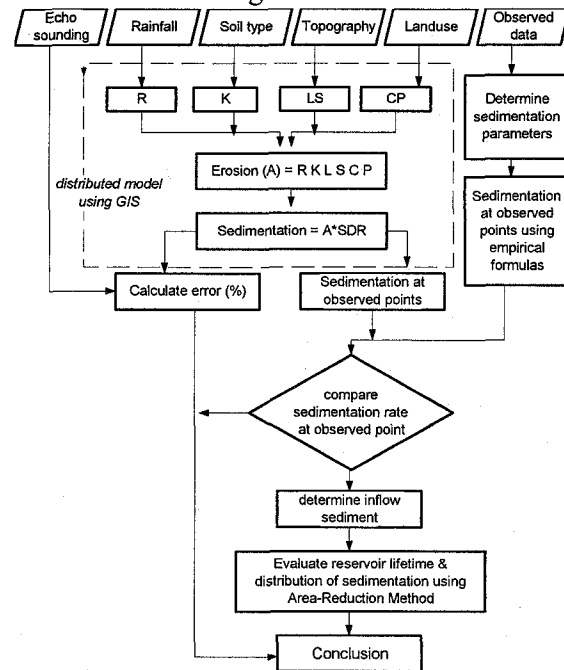 Echo
sounding
Rainfall
Soil type
Topography
Landuse
Observed
data
R
K
LS
CP
Determine
sedimentation
parameters
Erosion (A) = R K L S C P
distributed model
using GIS
Sedimentation = A*SDR
Sedimentation
at observed
points using
empirical
formulas
Calculate error (%)
Sedimentation at
observed points
compare
sedimentation rate
at observed point
determine inflow
sediment
Evaluate reservoir lifetime &
distribution of sedimentation using
Area-Reduction Method
Conclusion